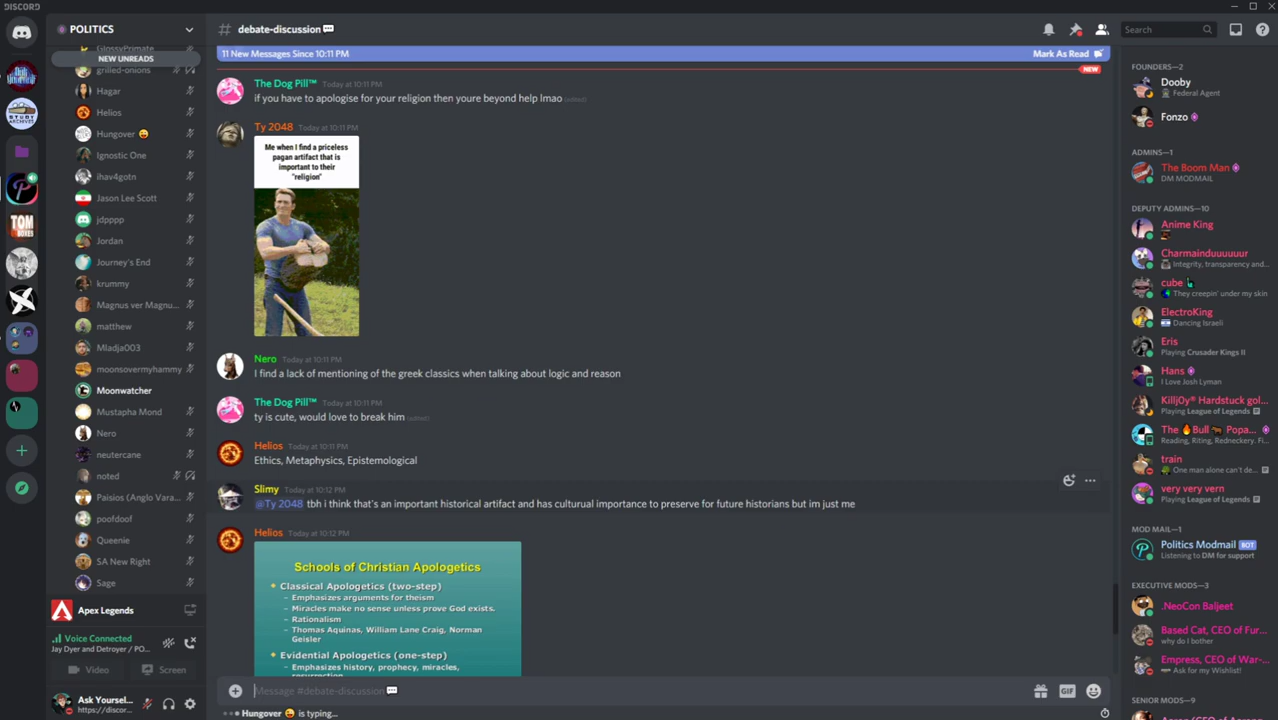 DISCORD
POLITICS
NEW UNREADS
GlossyPrimate
grilled-onions
Hagar
Helios
Hungover
Ignostic One
ihav4gotn
Jason Lee Scott
jdpppp
Jordan
Journey's End
krummy
Magnus ver Magnu...
matthew
Mladja003
moonsovermyhammy
Moonwatcher
Mustapha Mond
Nero
neutercane
noted
Paisios (Anglo Vara...
poofdoof
Queenie
SA New Right
Sage
Apex Legends
Voice Connected
Jay Dyer and Detroyer / PO...
Video
Screen
Ask Yoursel...
https://discor...
STUDY ARCHIVES
debate-discussion
Search
11 New Messages Since 10:11 PM
Mark As Read
NEW
The Dog Pill™ Today at 10:11 PM
if you have to apologise for your religion then youre beyond help lmao (edited)
Ty 2048 Today at 10:11 PM
Me when I find a priceless
pagan artifact that is
important to their
"religion"
Nero Today at 10:11 PM
I find a lack of mentioning of the greek classics when talking about logic and reason
The Dog Pill™ Today at 10:11 PM
ty is cute, would love to break him (edited)
Helios Today at 10:11 PM
Ethics, Metaphysics, Epistemological
Slimy Today at 10:12 PM
@Ty 2048 tbh i think that's an important historical artifact and has culturual importance to preserve for future historians but im just me
Helios Today at 10:12 PM
Schools of Christian Apologetics
Classical Apologetics (two-step)
– Emphasizes arguments for theism
– Miracles make no sense unless prove God exists.
– Rationalism
– Thomas Aquinas, William Lane Craig, Norman
Geisler
Evidential Apologetics (one-step)
– Emphasizes history, prophecy, miracles,
resurrection
Message #debate-discussion
GIF
Hungover is typing...
FOUNDERS—2
Dooby
Federal Agent
Fonzo
ADMINS—1
The Boom Man
DM MODMAIL
DEPUTY ADMINS—10
Anime King
Charmainduuuuuur
Integrity, transparency and...
cube
They creepin' under my skin
ElectroKing
Dancing Israeli
Eris
Playing Crusader Kings II
Hans
I Love Josh Lyman
Killj0y® Hardstuck gol...
Playing League of Legends
The Bull Popa...
Reading, Riting, Redneckery. Fi...
train
One man alone can't de...
very very vern
Playing League of Legends
MOD MAIL—1
Politics Modmail BOT
Listening to DM for support
EXECUTIVE MODS—3
.NeoCon Baljeet
Based Cat, CEO of Fur...
why do I bother
Empress, CEO of War-...
Ask for my Wishlist!
SENIOR MODS—9